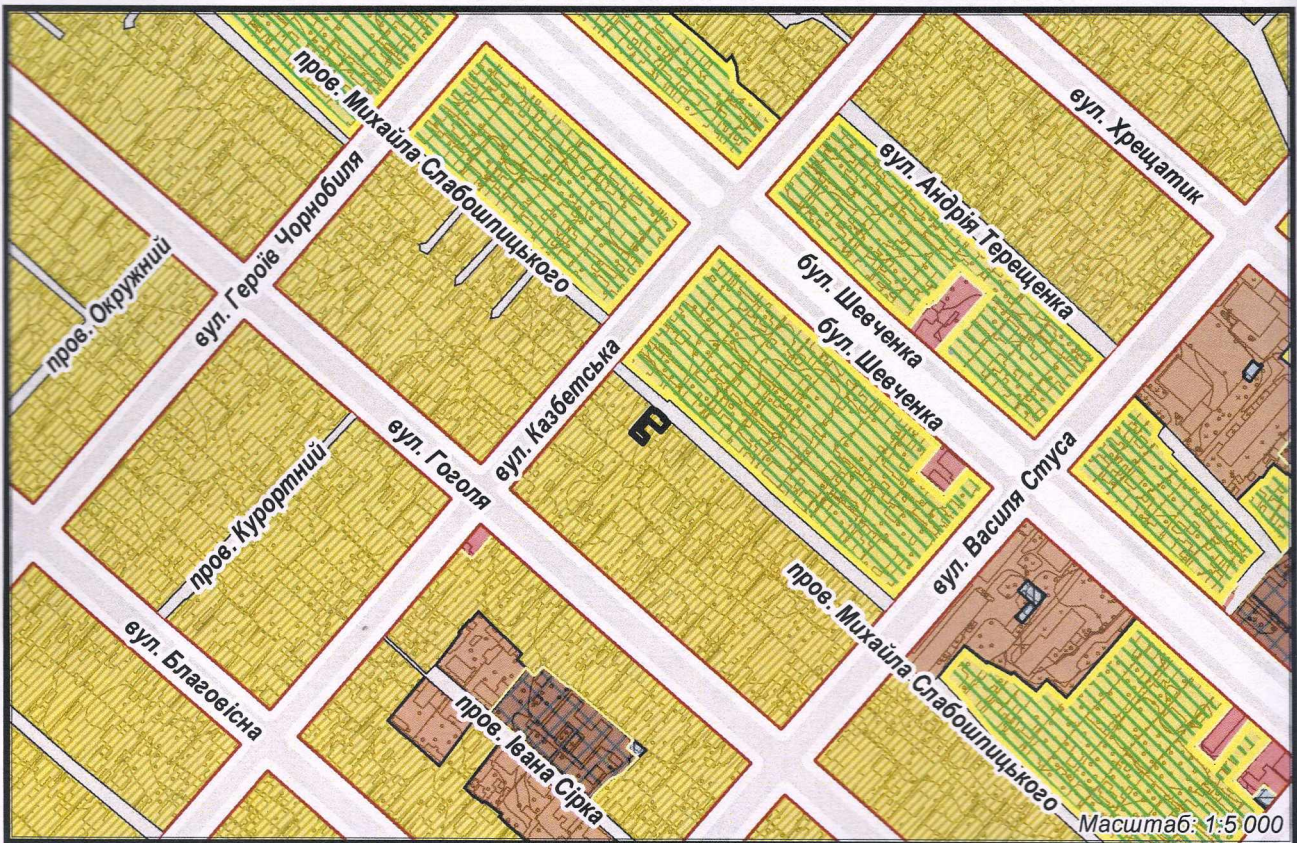 пров. Михайла Слабошпицького
вул. Хрещатик
вул. Андрія Терещенка
вул. Героїв Чорнобиля
пров. Окружний
бул. Шевченка
бул. Шевченка
вул. Казбетська
вул. Гоголя
пров. Курортний
вул. Василя Стуса
пров. Михайла Слабошпицького
вул. Благовісна
пров. Івана Сірка
Масштаб: 1:5 000